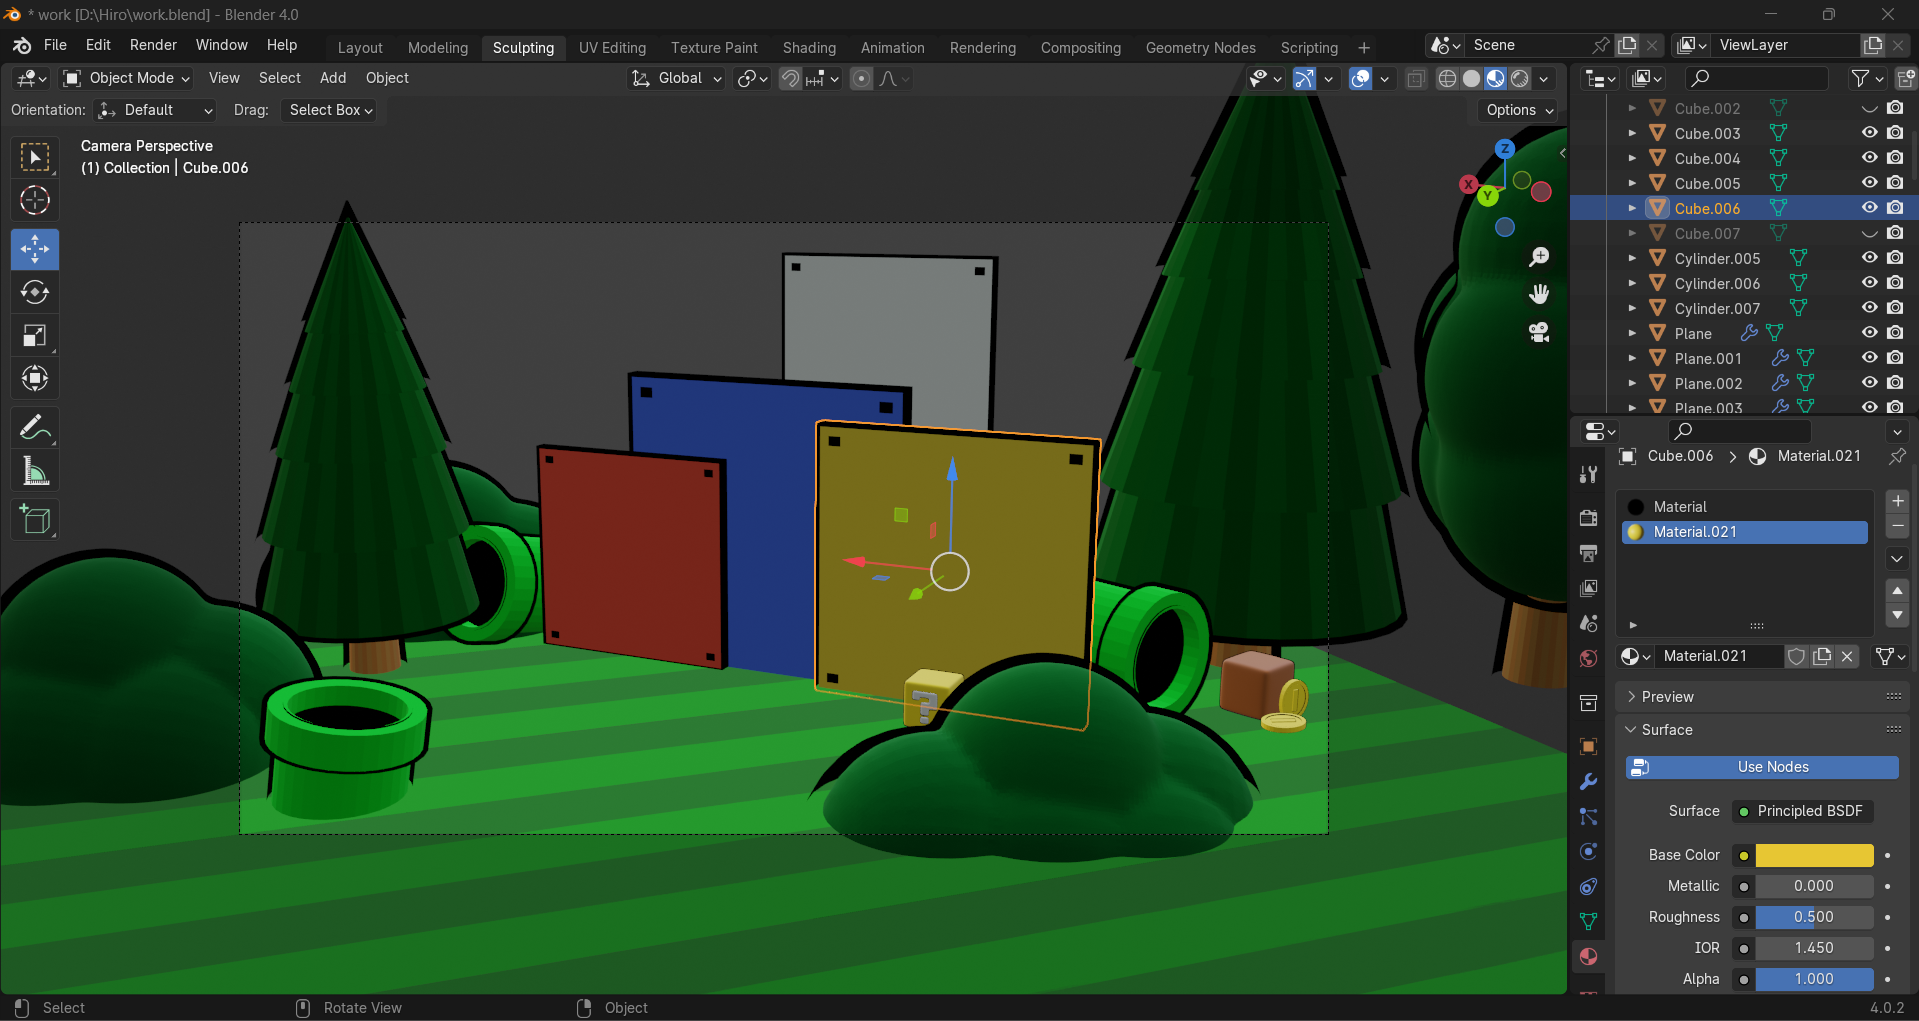 * work [D:\Hiro\work.blend] - Blender 4.0
File Edit Render Window Help Layout Modeling Sculpting UV Editing Texture Paint Shading Animation Rendering Compositing Geometry Nodes Scripting + Scene ViewLayer
Object Mode View Select Add Object Global
Orientation: Default Drag: Select Box Options
Camera Perspective
(1) Collection | Cube.006
Z
X
Y
?
Cube.002
Cube.003
Cube.004
Cube.005
Cube.006
Cube.007
Cylinder.005
Cylinder.006
Cylinder.007
Plane
Plane.001
Plane.002
Plane.003
Cube.006 > Material.021
Material
Material.021
Material.021
Preview
Surface
Use Nodes
Surface Principled BSDF
Base Color
Metallic 0.000
Roughness 0.500
IOR 1.450
Alpha 1.000
Select Rotate View Object 4.0.2